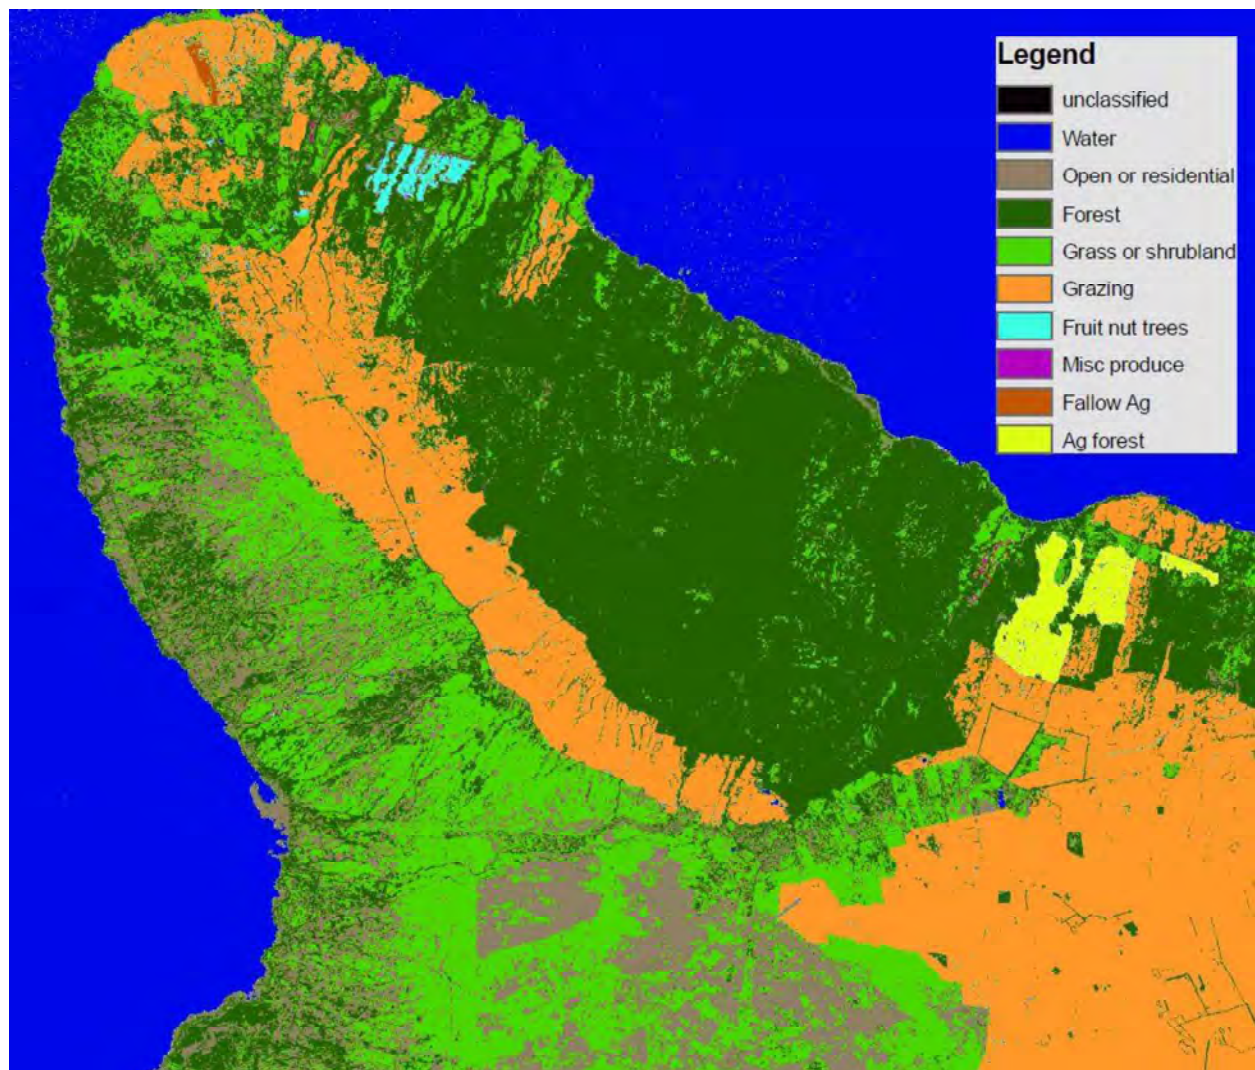 Legend
unclassified
Water
Open or residential
Forest
Grass or shrubland
Grazing
Fruit nut trees
Misc produce
Fallow Ag
Ag forest